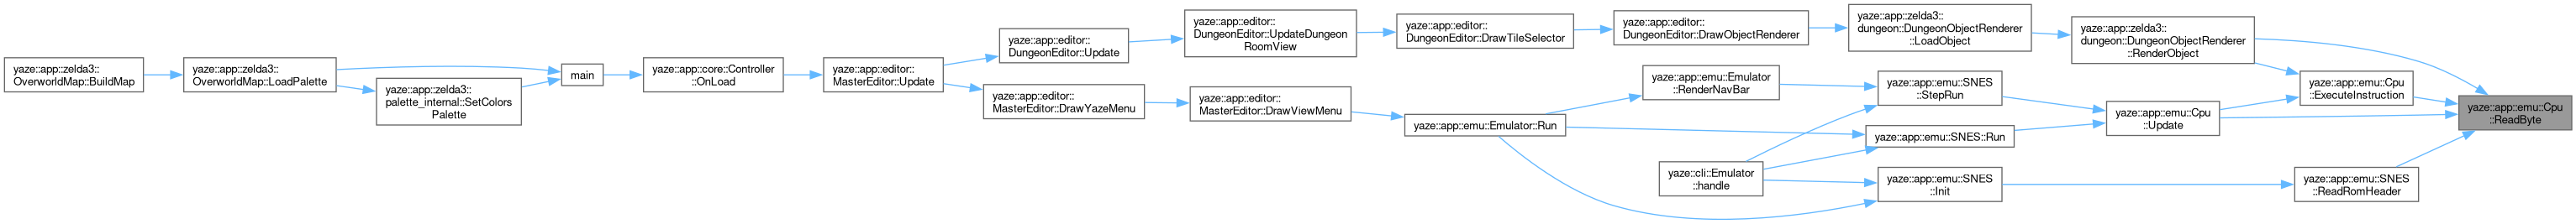 yaze::app::zelda3::
OverworldMap::BuildMap
yaze::app::zelda3::
OverworldMap::LoadPalette
yaze::app::zelda3::
palette_internal::SetColors
Palette
main
yaze::app::core::Controller
::OnLoad
yaze::app::editor::
MasterEditor::Update
yaze::app::editor::
DungeonEditor::Update
yaze::app::editor::
MasterEditor::DrawYazeMenu
yaze::app::editor::
DungeonEditor::UpdateDungeon
RoomView
yaze::app::editor::
MasterEditor::DrawViewMenu
yaze::app::editor::
DungeonEditor::DrawTileSelector
yaze::app::emu::Emulator::Run
yaze::app::editor::
DungeonEditor::DrawObjectRenderer
yaze::app::emu::Emulator
::RenderNavBar
yaze::cli::Emulator
::handle
yaze::app::zelda3::
dungeon::DungeonObjectRenderer
::LoadObject
yaze::app::emu::SNES
::StepRun
yaze::app::emu::SNES::Run
yaze::app::emu::SNES
::Init
yaze::app::zelda3::
dungeon::DungeonObjectRenderer
::RenderObject
yaze::app::emu::Cpu
::Update
yaze::app::emu::Cpu
::ExecuteInstruction
yaze::app::emu::SNES
::ReadRomHeader
yaze::app::emu::Cpu
::ReadByte